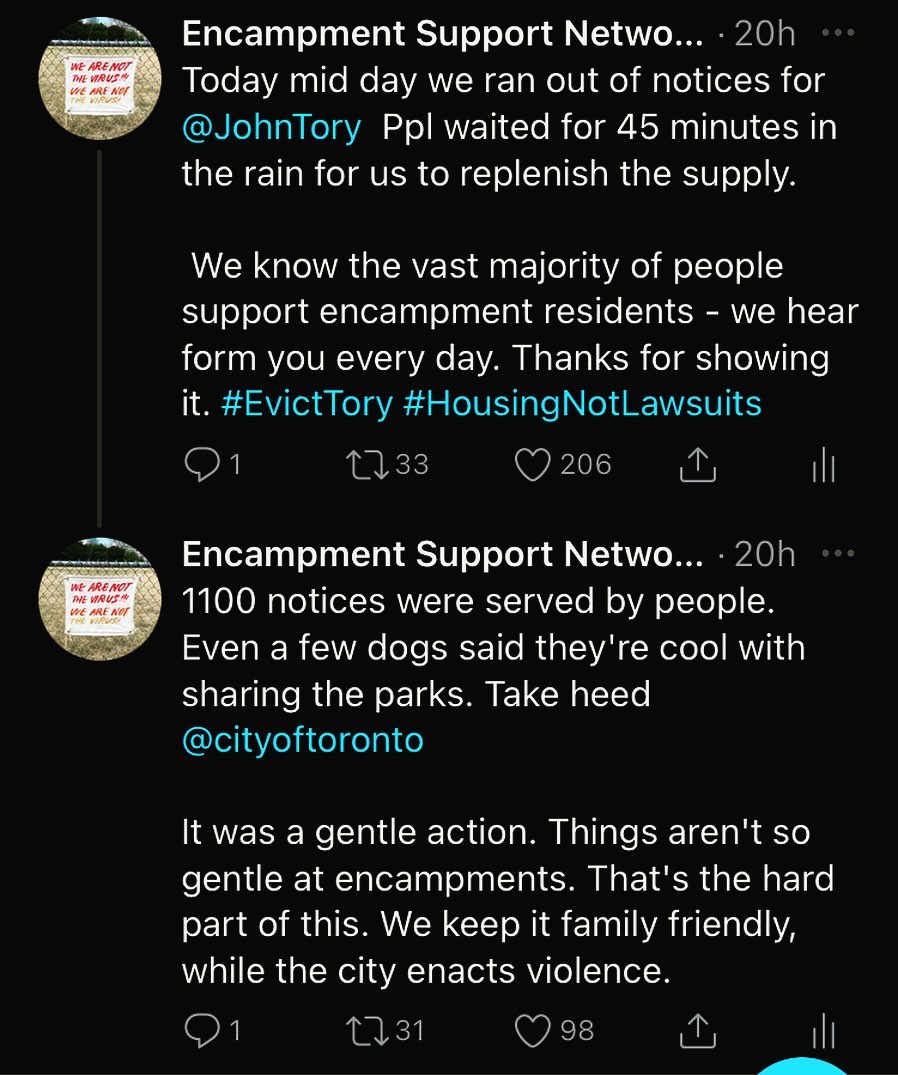 Encampment Support Netwo... · 20h
WE ARE NOT
THE VIRUS!!!
WE ARE NOT
THE VIRUS!
Today mid day we ran out of notices for
@JohnTory Ppl waited for 45 minutes in
the rain for us to replenish the supply.
We know the vast majority of people
support encampment residents - we hear
form you every day. Thanks for showing
it. #EvictTory #HousingNotLawsuits
1 33 206
Encampment Support Netwo... · 20h
WE ARE NOT
THE VIRUS!!!
WE ARE NOT
THE VIRUS!
1100 notices were served by people.
Even a few dogs said they're cool with
sharing the parks. Take heed
@cityoftoronto
It was a gentle action. Things aren't so
gentle at encampments. That's the hard
part of this. We keep it family friendly,
while the city enacts violence.
1 31 98